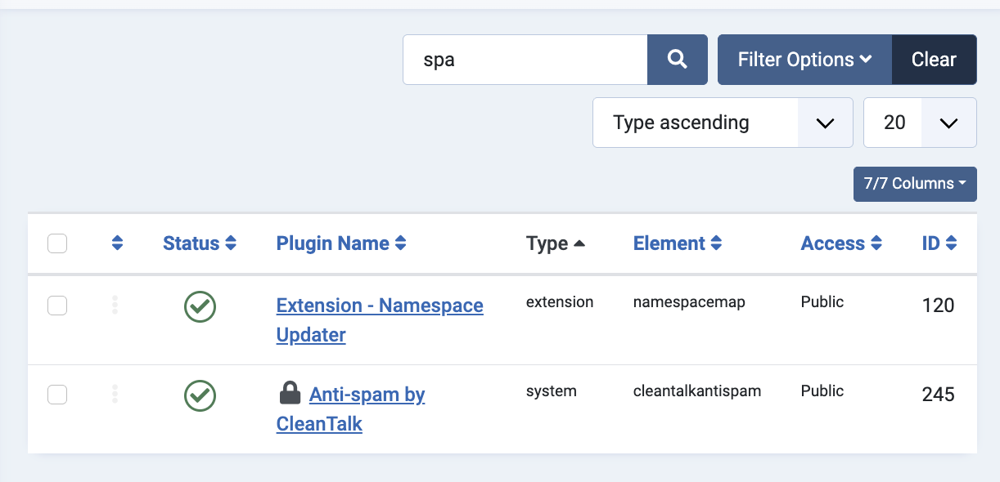 spa
Filter Options Clear
Type ascending 20
7/7 Columns
Status Plugin Name Type Element Access ID
Extension - Namespace extension namespacemap Public 120
Updater
Anti-spam by system cleantalkantispam Public 245
CleanTalk